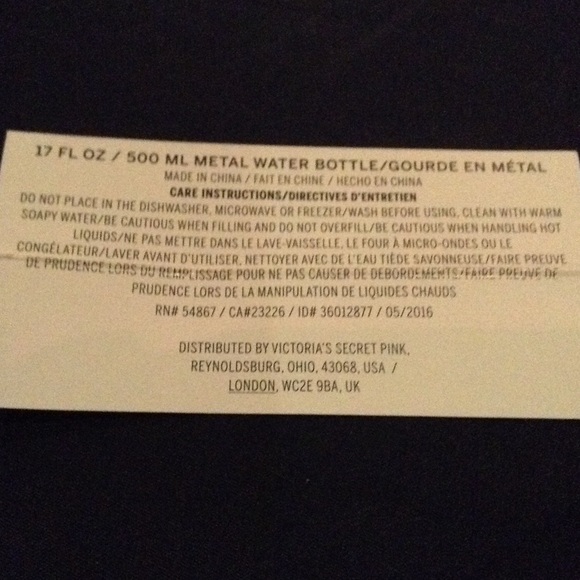 17 FL OZ / 500 ML METAL WATER BOTTLE/GOURDE EN MÉTAL
MADE IN CHINA / FAIT EN CHINE / HECHO EN CHINA
CARE INSTRUCTIONS/DIRECTIVES D'ENTRETIEN
DO NOT PLACE IN THE DISHWASHER, MICROWAVE OR FREEZER/WASH BEFORE USING, CLEAN WITH WARM
SOAPY WATER/BE CAUTIOUS WHEN FILLING AND DO NOT OVERFILL/BE CAUTIOUS WHEN HANDLING HOT
LIQUIDS/NE PAS METTRE DANS LE LAVE-VAISSELLE, LE FOUR À MICRO-ONDES OU LE
CONGÉLATEUR/LAVER AVANT D'UTILISER, NETTOYER AVEC DE L'EAU TIÈDE SAVONNEUSE/FAIRE PREUVE
DE PRUDENCE LORS DU REMPLISSAGE POUR NE PAS CAUSER DE DEBORDEMENTS/FAIRE PREUVE DE
PRUDENCE LORS DE LA MANIPULATION DE LIQUIDES CHAUDS
RN# 54867 / CA#23226 / ID# 36012877 / 05/2016
DISTRIBUTED BY VICTORIA'S SECRET PINK,
REYNOLDSBURG, OHIO, 43068, USA /
LONDON, WC2E 9BA, UK